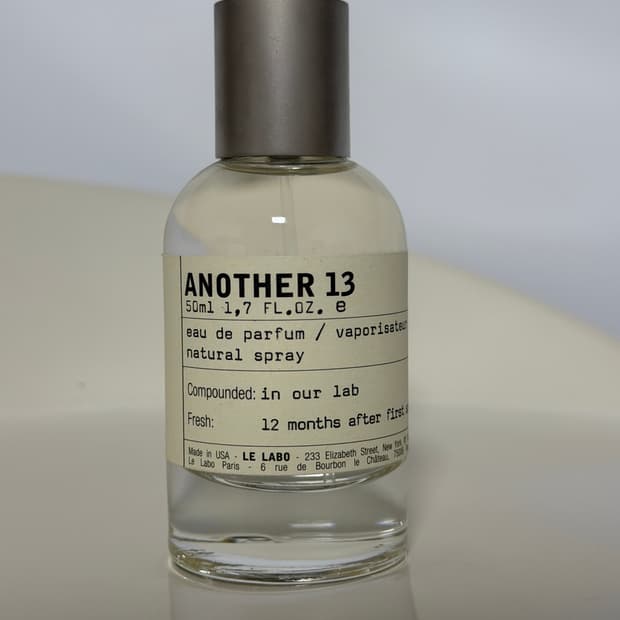 ANOTHER 13
50ml 1,7 FL.OZ. e
eau de parfum / vaporisateur
natural spray
Compounded: in our lab
Fresh: 12 months after first
Made in USA - LE LABO - 233 Elizabeth Street, New York
Le Labo Paris - 6 rue de Bourbon le Château,